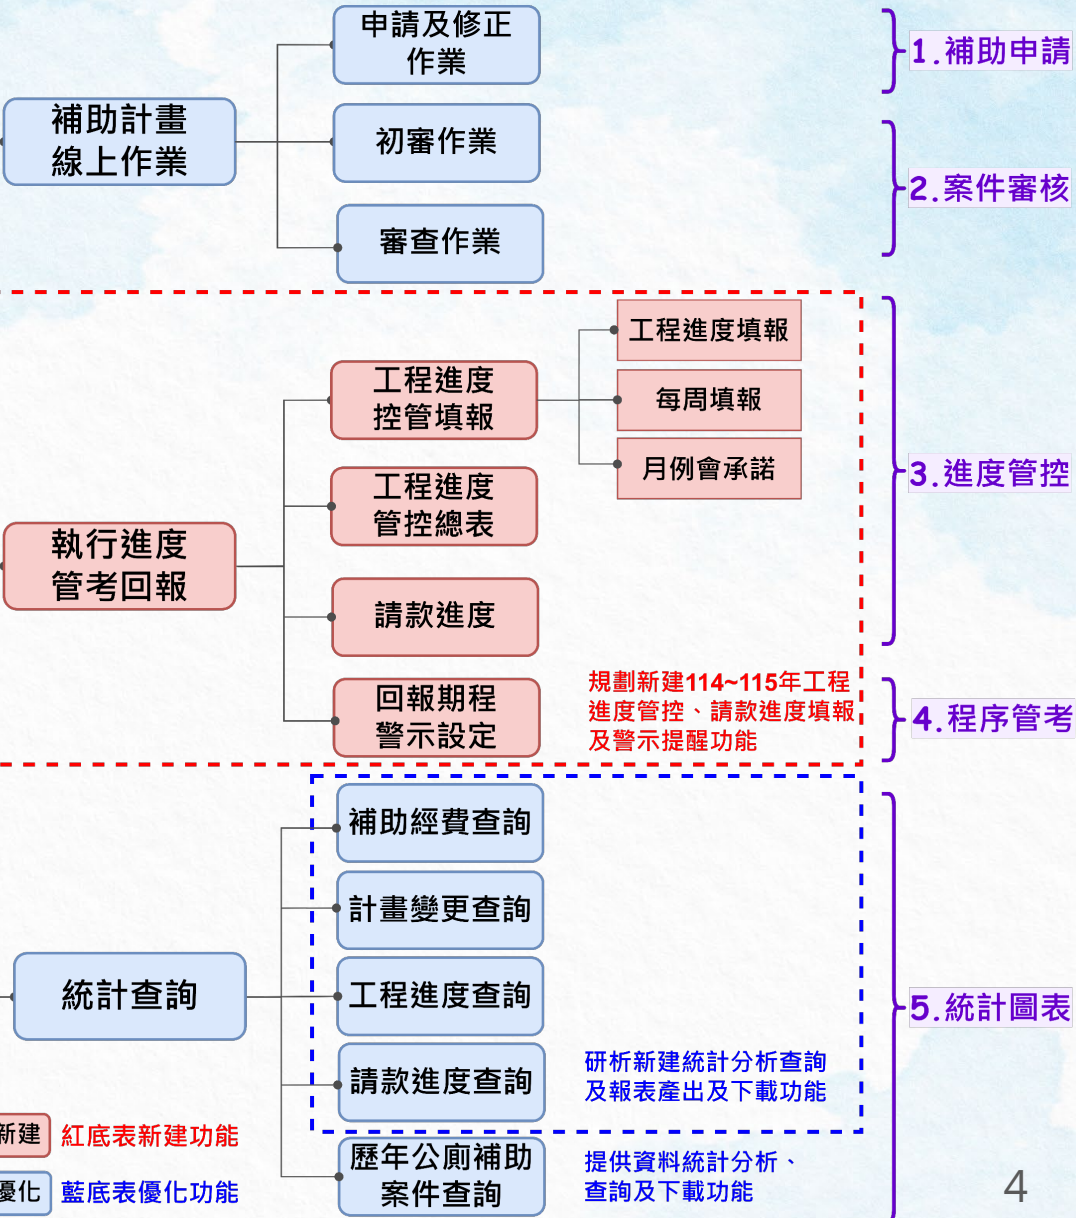 申請及修正
作業
1.補助申請
補助計畫
線上作業
初審作業
2.案件審核
審查作業
工程進度填報
工程進度
控管填報
每周填報
月例會承諾
3.進度管控
工程進度
管控總表
執行進度
管考回報
請款進度
回報期程
警示設定
規劃新建114~115年工程
進度管控、請款進度填報
及警示提醒功能
4.程序管考
補助經費查詢
計畫變更查詢
統計查詢
工程進度查詢
5.統計圖表
請款進度查詢
研析新建統計分析查詢
及報表產出及下載功能
新建
紅底表新建功能
歷年公廁補助
案件查詢
提供資料統計分析、
查詢及下載功能
優化
藍底表優化功能
4